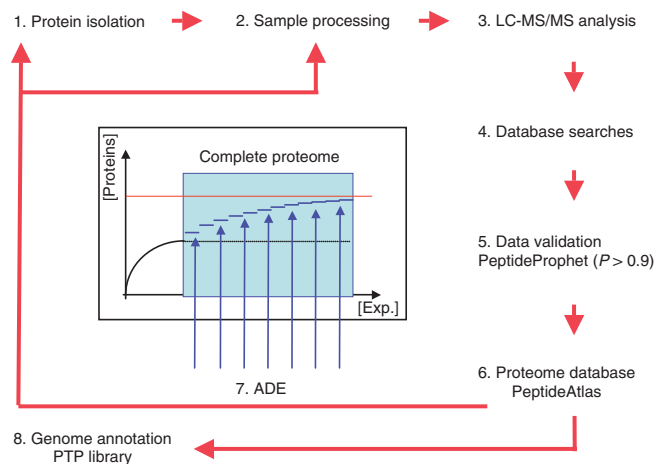 1. Protein isolation
2. Sample processing
3. LC-MS/MS analysis
4. Database searches
5. Data validation
PeptideProphet (P > 0.9)
6. Proteome database
PeptideAtlas
[Proteins]
Complete proteome
[Exp.]
7. ADE
8. Genome annotation
PTP library